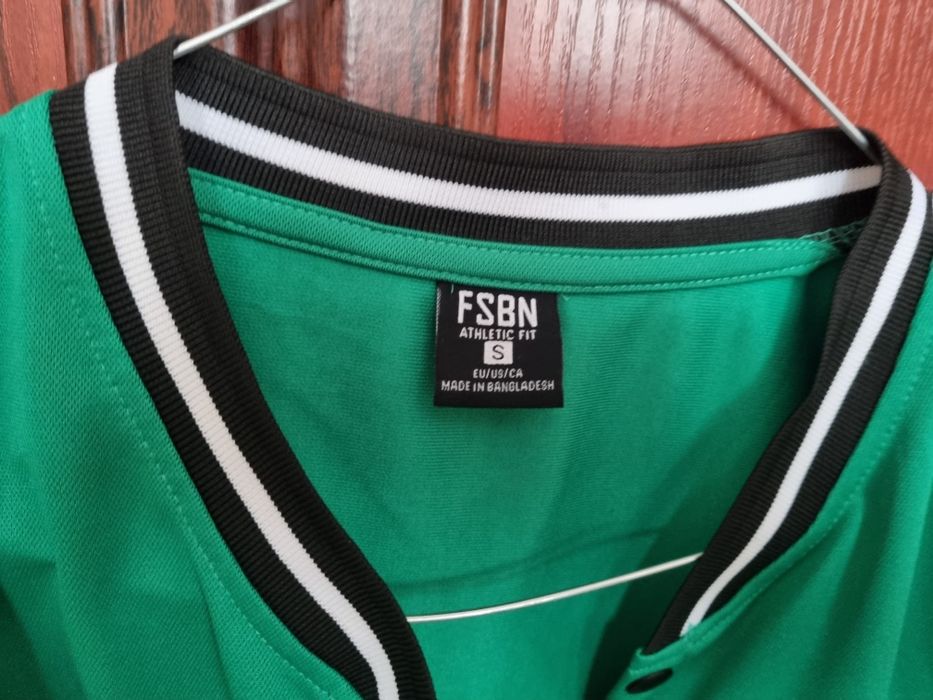 FSBN
ATHLETIC FIT
S
EU/US/CA
MADE IN BANGLADESH